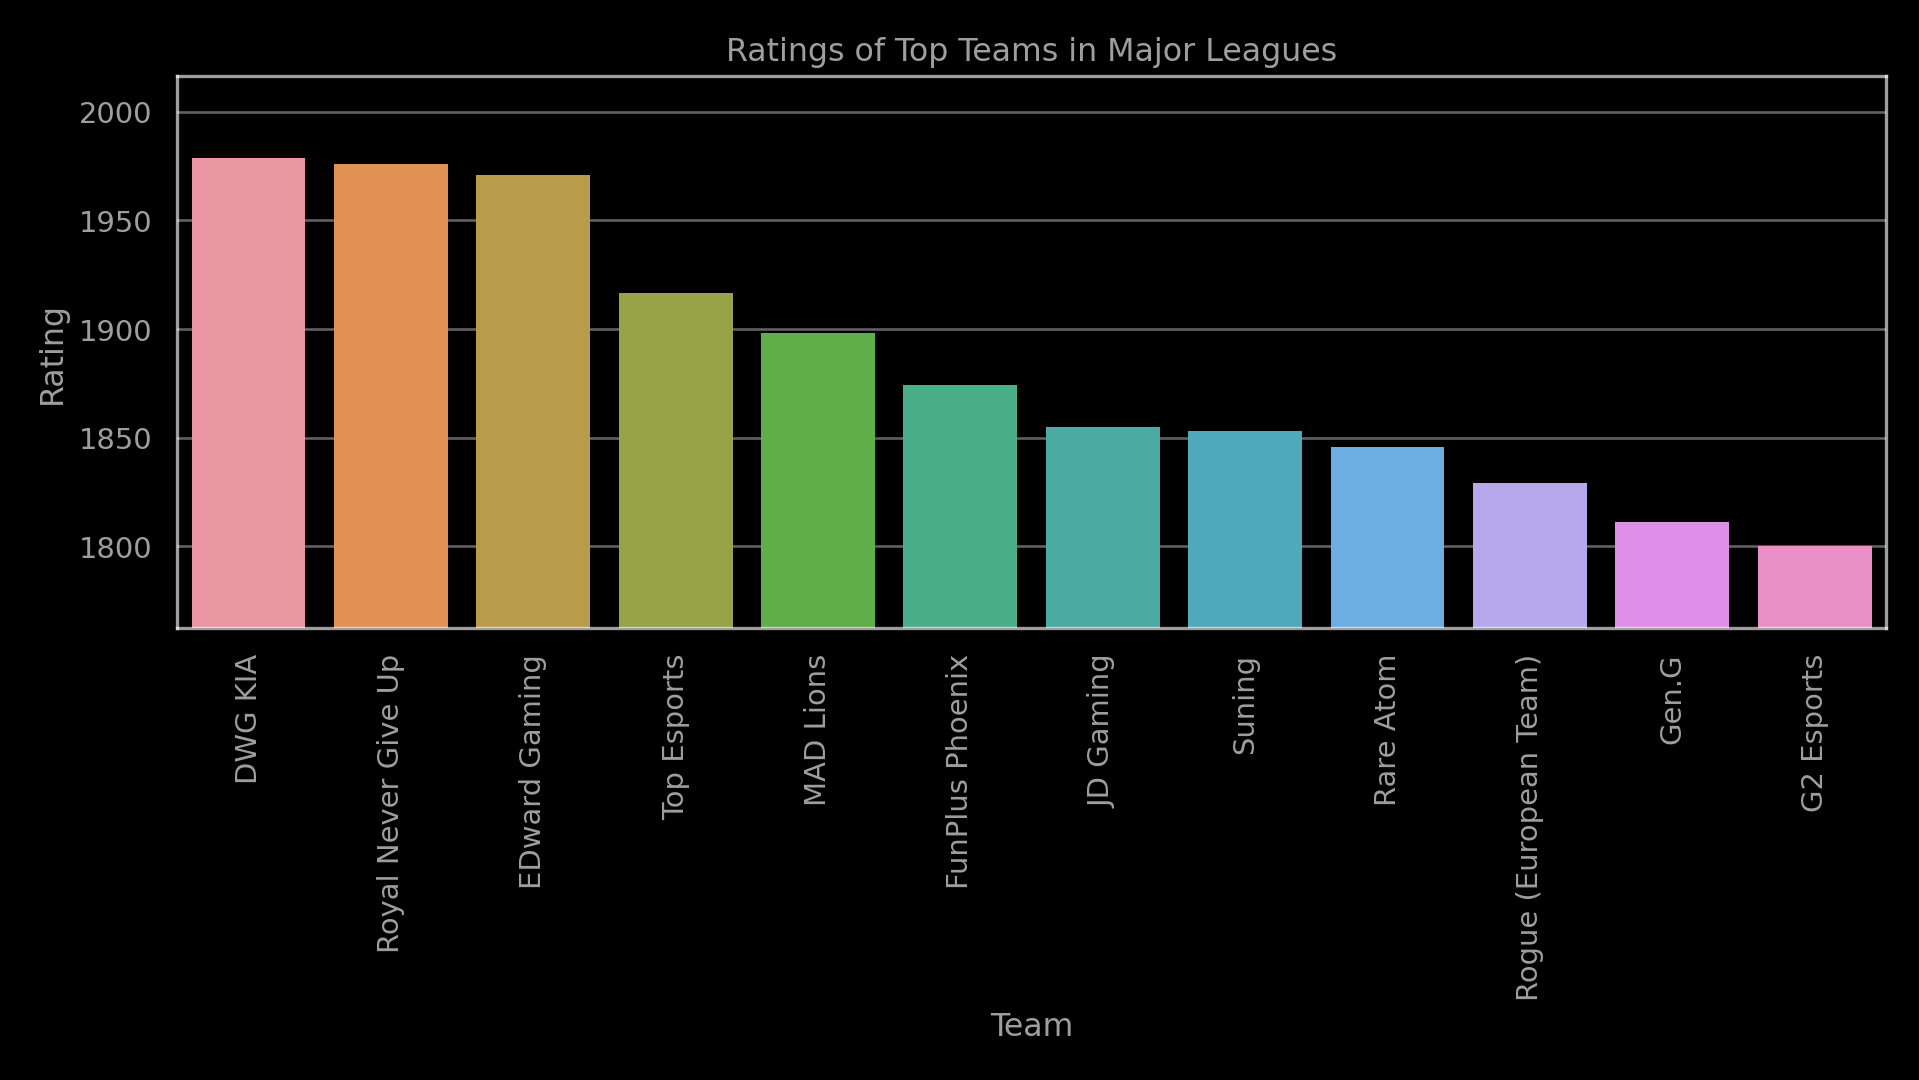 Ratings of Top Teams in Major Leagues
Rating
2000
1950
1900
1850
1800
DWG KIA
Royal Never Give Up
EDward Gaming
Top Esports
MAD Lions
FunPlus Phoenix
JD Gaming
Suning
Rare Atom
Rogue (European Team)
Gen.G
G2 Esports
Team